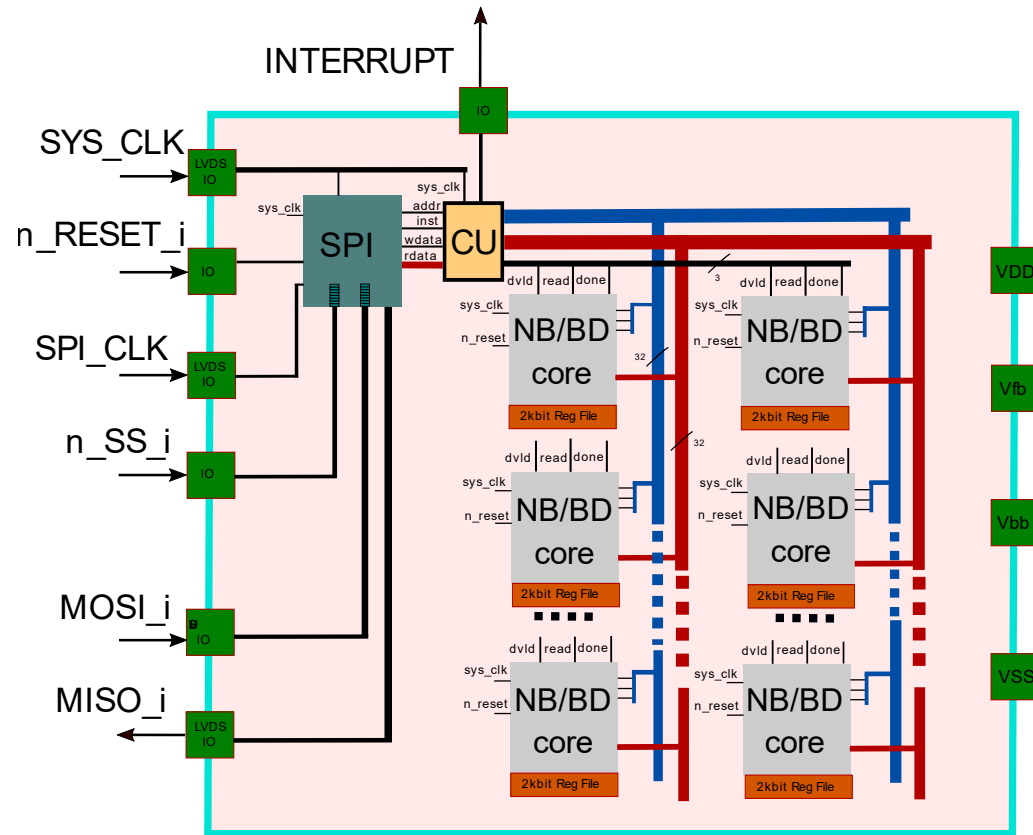 INTERRUPT
IO
SYS_CLK
LVDS
IO
n_RESET_i
IO
SPI_CLK
LVDS
IO
n_SS_i
IO
MOSI_i
IO
MISO_i
LVDS
IO
sys_clk
SPI
sys_clk
addr
inst
wdata
rdata
CU
3
32
32
dvld read done
sys_clk
n_reset
NB/BD
core
2kbit Reg File
dvld read done
sys_clk
n_reset
NB/BD
core
2kbit Reg File
dvld read done
sys_clk
n_reset
NB/BD
core
2kbit Reg File
dvld read done
sys_clk
n_reset
NB/BD
core
2kbit Reg File
dvld read done
sys_clk
n_reset
NB/BD
core
2kbit Reg File
dvld read done
sys_clk
n_reset
NB/BD
core
2kbit Reg File
VDD
Vfb
Vbb
VSS